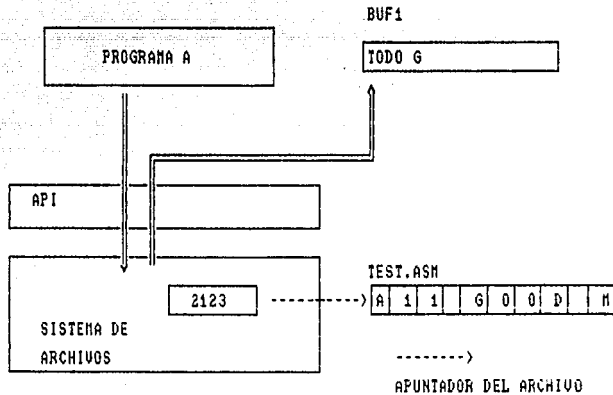 BUF1
PROGRAMA A
TODO G
API
TEST.ASM
2123
A 1 1 G 0 0 D M
SISTEMA DE
ARCHIVOS
APUNTADOR DEL ARCHIVO